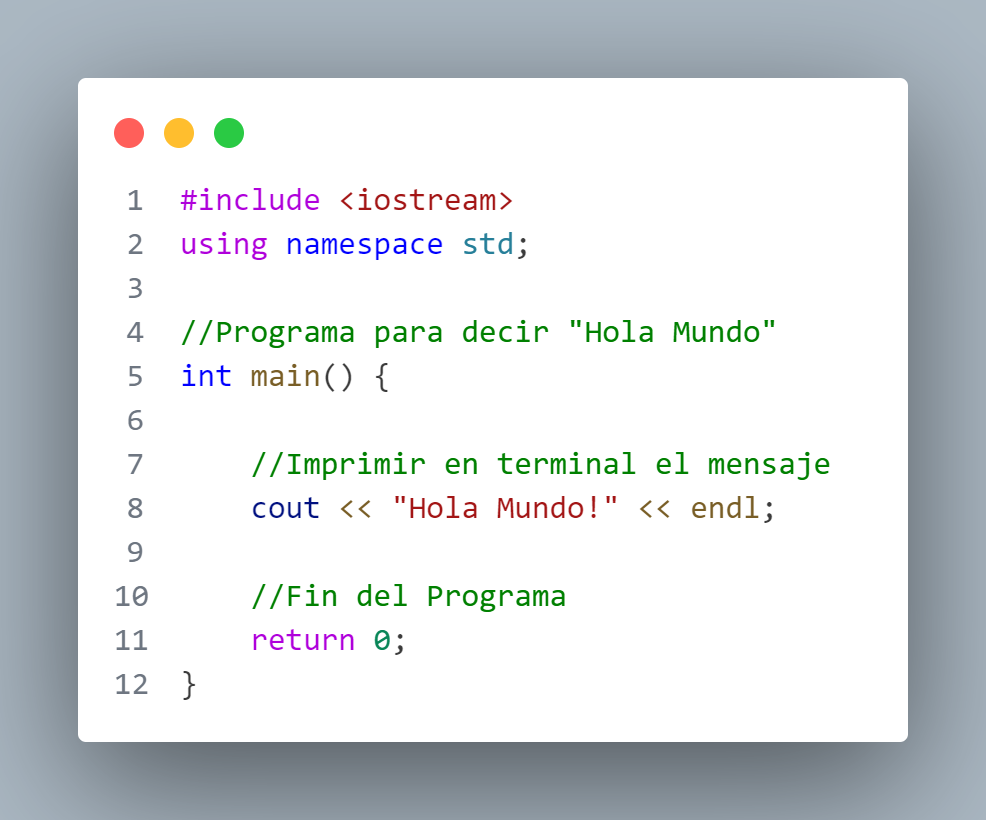 1 #include <iostream>
2 using namespace std;
3
4 //Programa para decir "Hola Mundo"
5 int main() {
6
7     //Imprimir en terminal el mensaje
8     cout << "Hola Mundo!" << endl;
9
10     //Fin del Programa
11     return 0;
12 }